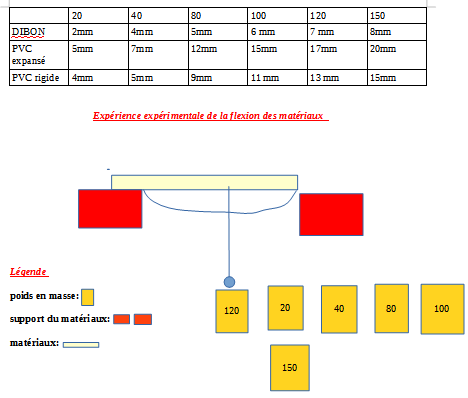 20 40 80 100 120 150
DIBON 2mm 4mm 5mm 6 mm 7 mm 8mm
PVC expansé 5mm 7mm 12mm 15mm 17mm 20mm
PVC rigide 4mm 5mm 9mm 11 mm 13 mm 15mm
Expérience expérimentale de la flexion des matériaux
Légende
poids en masse:
support du matériaux:
matériaux:
120 20 40 80 100
150